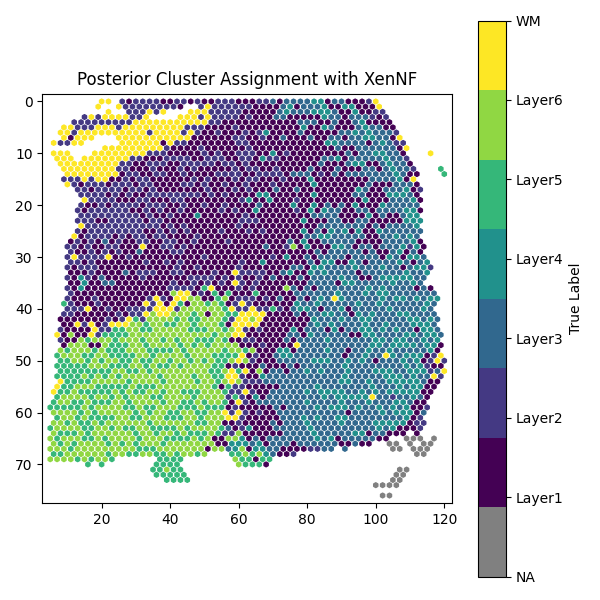 Posterior Cluster Assignment with XenNF
0
10
20
30
40
50
60
70
20
40
60
80
100
120
WM
Layer6
Layer5
Layer4
Layer3
Layer2
Layer1
NA
True Label